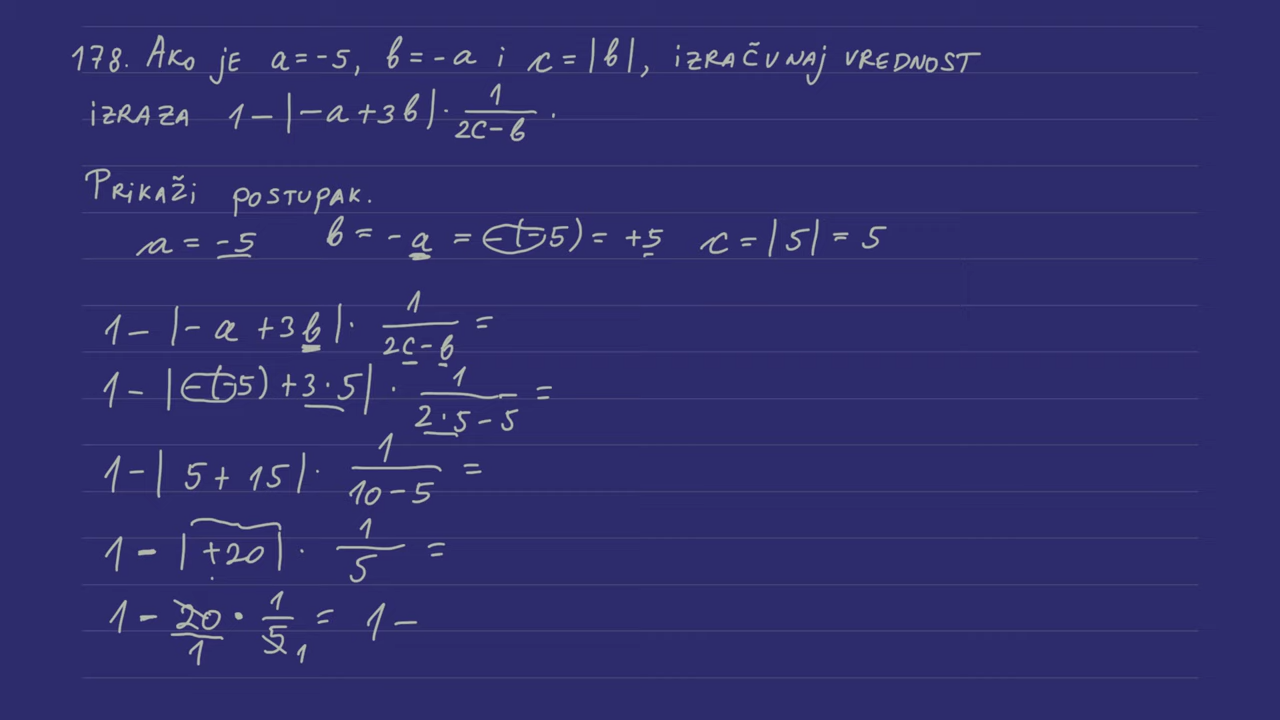 178. Ako je a=-5, b=-a i c=|b|, izračunaj vrednost
izraza 1-|-a+3b|· 1/(2c-b).
Prikaži postupak.
a = -5 b = -a = -(-5) = +5 c = |5| = 5
1-|-a+3b|· 1/(2c-b) =
1-|-(-5)+3·5|· 1/(2·5-5) =
1-|5+15|· 1/(10-5) =
1-|+20|· 1/5 =
1- 20/1 · 1/5 1 = 1-